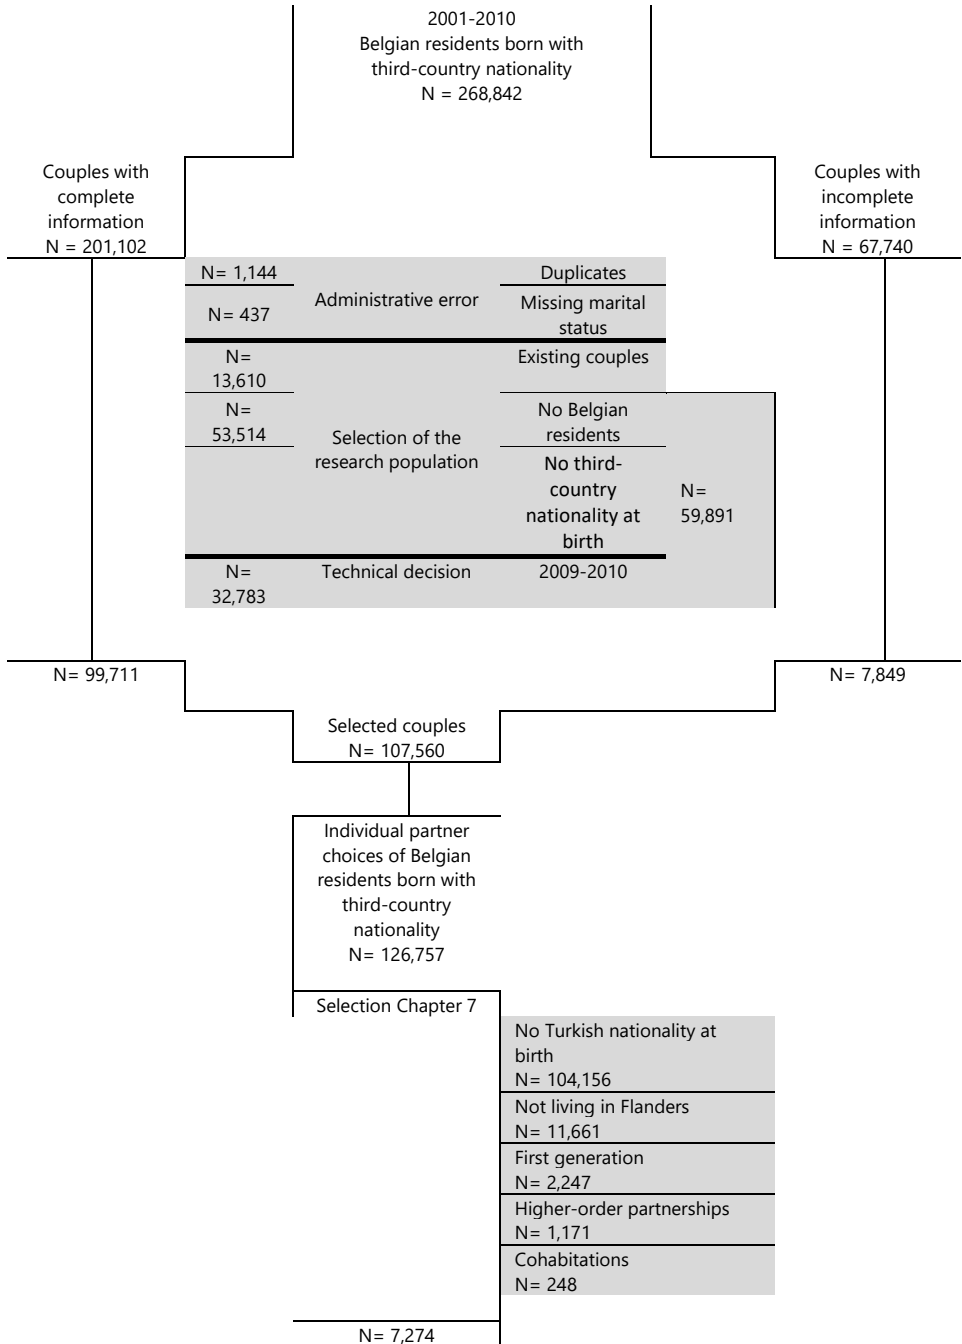 2001-2010
Belgian residents born with
third-country nationality
N = 268,842
Couples with
complete
information
N = 201,102
Couples with
incomplete
information
N = 67,740
N= 1,144
Administrative error
Duplicates
N= 437
Missing marital
status
N=
13,610
Existing couples
N=
53,514
Selection of the
research population
No Belgian
residents
No third-
country
nationality at
birth
N=
59,891
N=
32,783
Technical decision
2009-2010
N= 99,711
N= 7,849
Selected couples
N= 107,560
Individual partner
choices of Belgian
residents born with
third-country
nationality
N= 126,757
Selection Chapter 7
No Turkish nationality at
birth
N= 104,156
Not living in Flanders
N= 11,661
First generation
N= 2,247
Higher-order partnerships
N= 1,171
Cohabitations
N= 248
N= 7,274